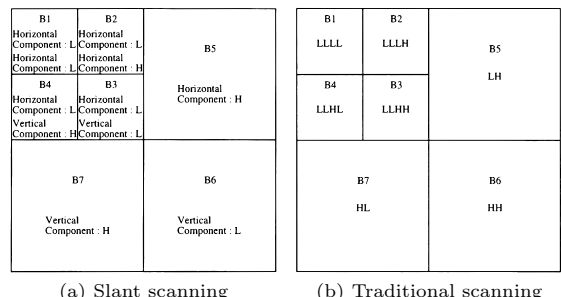 B1
Horizontal
Component : L
Horizontal
Component : L
B2
Horizontal
Component : L
Horizontal
Component : H
B5
Horizontal
Component : H
B4
Horizontal
Component : L
Vertical
Component : H
B3
Horizontal
Component : L
Vertical
Component : L
B7
Vertical
Component : H
B6
Vertical
Component : L
(a) Slant scanning
B1
LLLL
B2
LLLH
B5
LH
B4
LLHL
B3
LLHH
B7
HL
B6
HH
(b) Traditional scanning